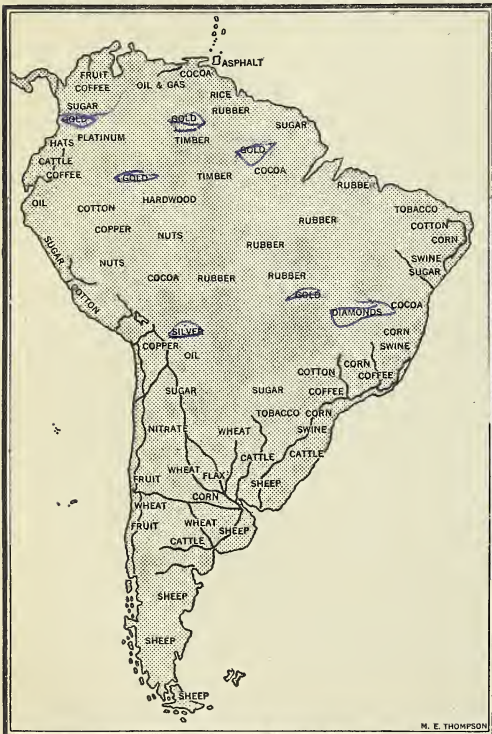 ASPHALT
FRUIT
COCOA
COFFEE
OIL & GAS
RICE
SUGAR
RUBBER
GOLD
GOLD
SUGAR
PLATINUM
TIMBER
HATS
GOLD
CATTLE
COCOA
COFFEE
GOLD
TIMBER
RUBBER
OIL
HARDWOOD
COTTON
TOBACCO
RUBBER
COTTON
COPPER
NUTS
CORN
RUBBER
SUGAR
SWINE
NUTS
SUGAR
COCOA
RUBBER
RUBBER
COTTON
GOLD
COCOA
DIAMONDS
SILVER
CORN
COPPER
SWINE
OIL
CORN
COTTON
COFFEE
SUGAR
SUGAR
COFFEE
TOBACCO
CORN
NITRATE
WHEAT
SWINE
CATTLE
CATTLE
WHEAT
FLAX
FRUIT
SHEEP
CORN
WHEAT
WHEAT
FRUIT
SHEEP
CATTLE
SHEEP
SHEEP
SHEEP
M. E. THOMPSON